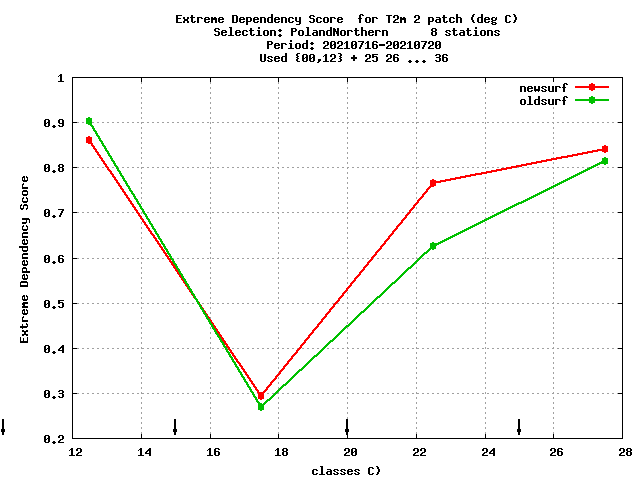 Extreme Dependency Score  for T2m 2 patch (deg C)
Selection: PolandNorthern      8 stations
Period: 20210716-20210720
Used {00,12} + 25 26 ... 36
newsurf
oldsurf
Extreme Dependency Score
1
0.9
0.8
0.7
0.6
0.5
0.4
0.3
0.2
12 14 16 18 20 22 24 26 28
classes C)